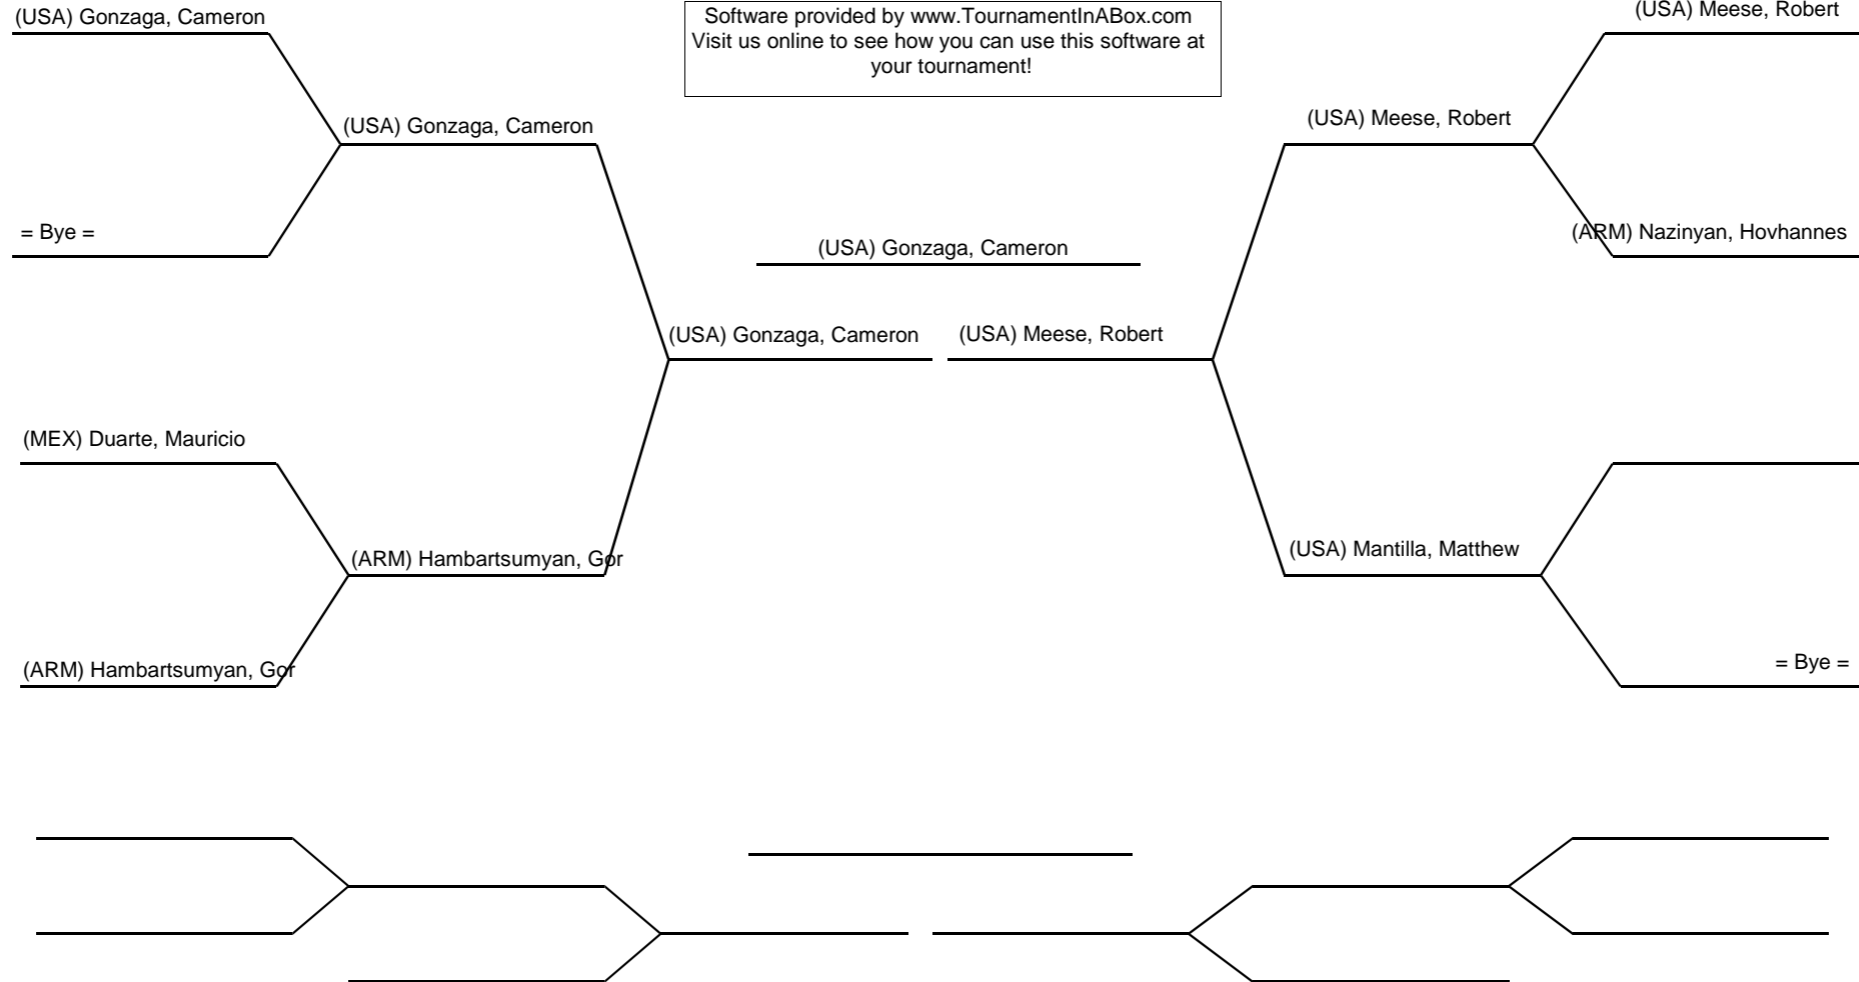 (USA) Gonzaga, Cameron
Software provided by www.TournamentInABox.com
Visit us online to see how you can use this software at
your tournament!
(USA) Meese, Robert
(USA) Gonzaga, Cameron
(USA) Meese, Robert
= Bye =
(USA) Gonzaga, Cameron
(ARM) Nazinyan, Hovhannes
(USA) Gonzaga, Cameron
(USA) Meese, Robert
(MEX) Duarte, Mauricio
(ARM) Hambartsumyan, Gor
(USA) Mantilla, Matthew
(ARM) Hambartsumyan, Gor
= Bye =